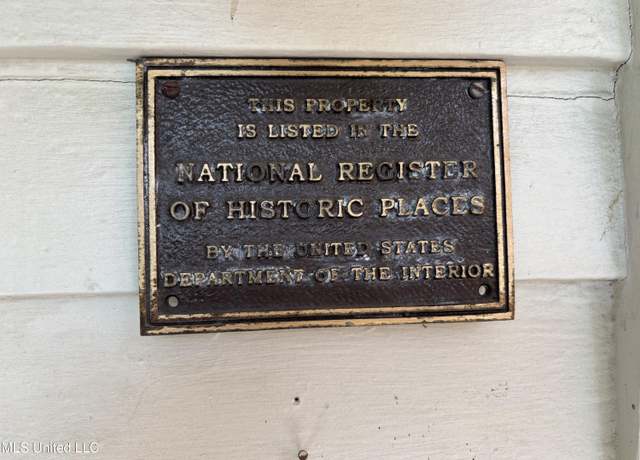 THIS PROPERTY
IS LISTED IN THE
NATIONAL REGISTER
OF HISTORIC PLACES
BY THE UNITED STATES
DEPARTMENT OF THE INTERIOR
MLS United LLC